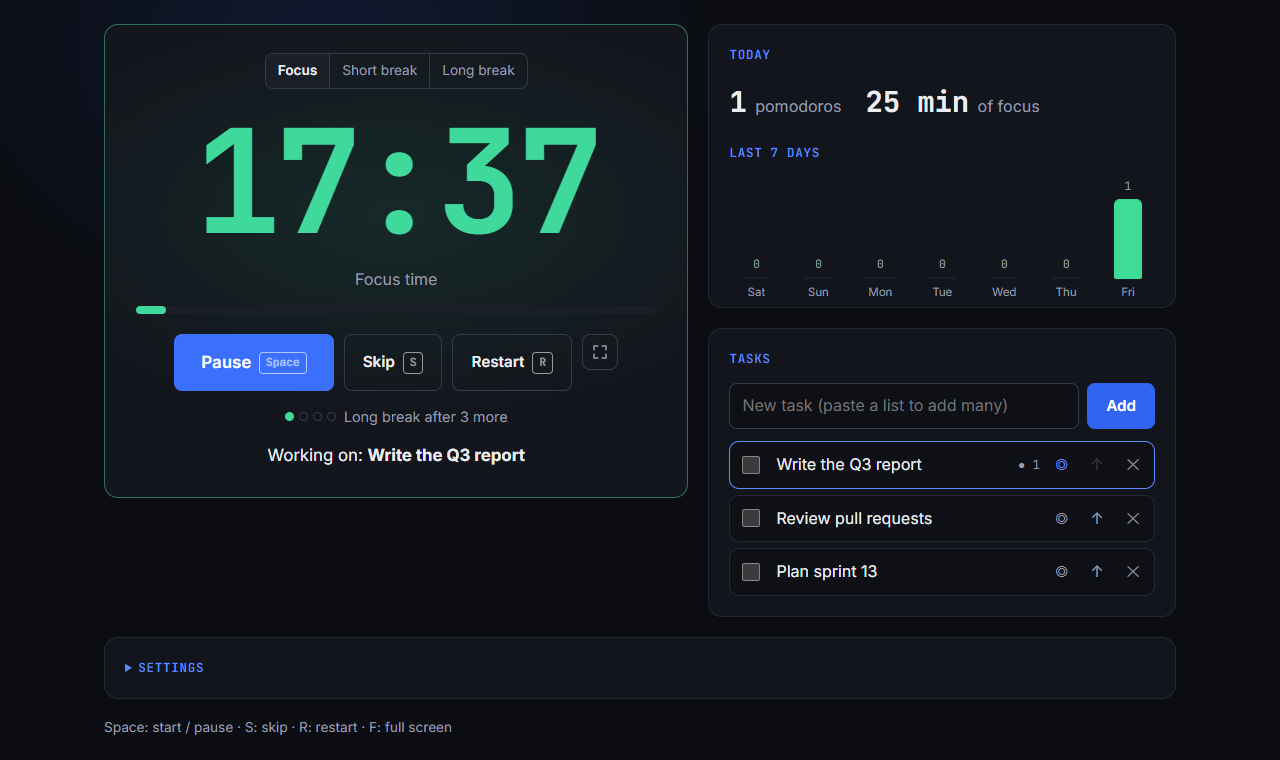 Focus Short break Long break
17:37
Focus time
Pause Space Skip S Restart R
Long break after 3 more
Working on: Write the Q3 report
TODAY
1 pomodoros 25 min of focus
LAST 7 DAYS
0 0 0 0 0 0 1
Sat Sun Mon Tue Wed Thu Fri
TASKS
New task (paste a list to add many) Add
Write the Q3 report • 1
Review pull requests
Plan sprint 13
SETTINGS
Space: start / pause · S: skip · R: restart · F: full screen